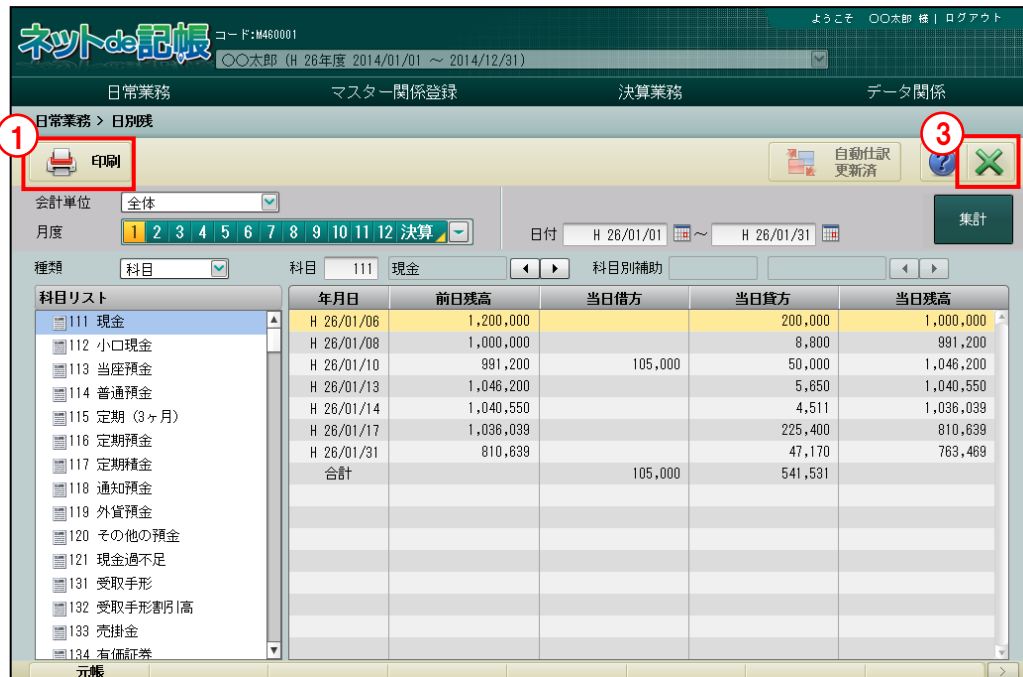 ようこそ 〇〇太郎 様 | ログアウト
ネットde記帳 コード:M460001
〇〇太郎 (H 26年度 2014/01/01 ～ 2014/12/31)
日常業務 マスター関係登録 決算業務 データ関係
日常業務 > 日別残
1 印刷 自動仕訳 ? 3
更新済
会計単位 全体
月度 1 2 3 4 5 6 7 8 9 10 11 12 決算 日付 H 26/01/01 ～ H 26/01/31 集計
種類 科目 科目 111 現金 科目別補助
科目リスト 年月日 前日残高 当日借方 当日貸方 当日残高
111 現金 H 26/01/06 1,200,000 200,000 1,000,000
112 小口現金 H 26/01/08 1,000,000 8,800 991,200
113 当座預金 H 26/01/10 991,200 105,000 50,000 1,046,200
114 普通預金 H 26/01/13 1,046,200 5,650 1,040,550
115 定期（3ヶ月） H 26/01/14 1,040,550 4,511 1,036,039
116 定期預金 H 26/01/17 1,036,039 225,400 810,639
117 定期積金 H 26/01/31 810,639 47,170 763,469
118 通知預金 合計 105,000 541,531
119 外貨預金
120 その他の預金
121 現金過不足
131 受取手形
132 受取手形割引高
133 売掛金
134 有価証券
元帳